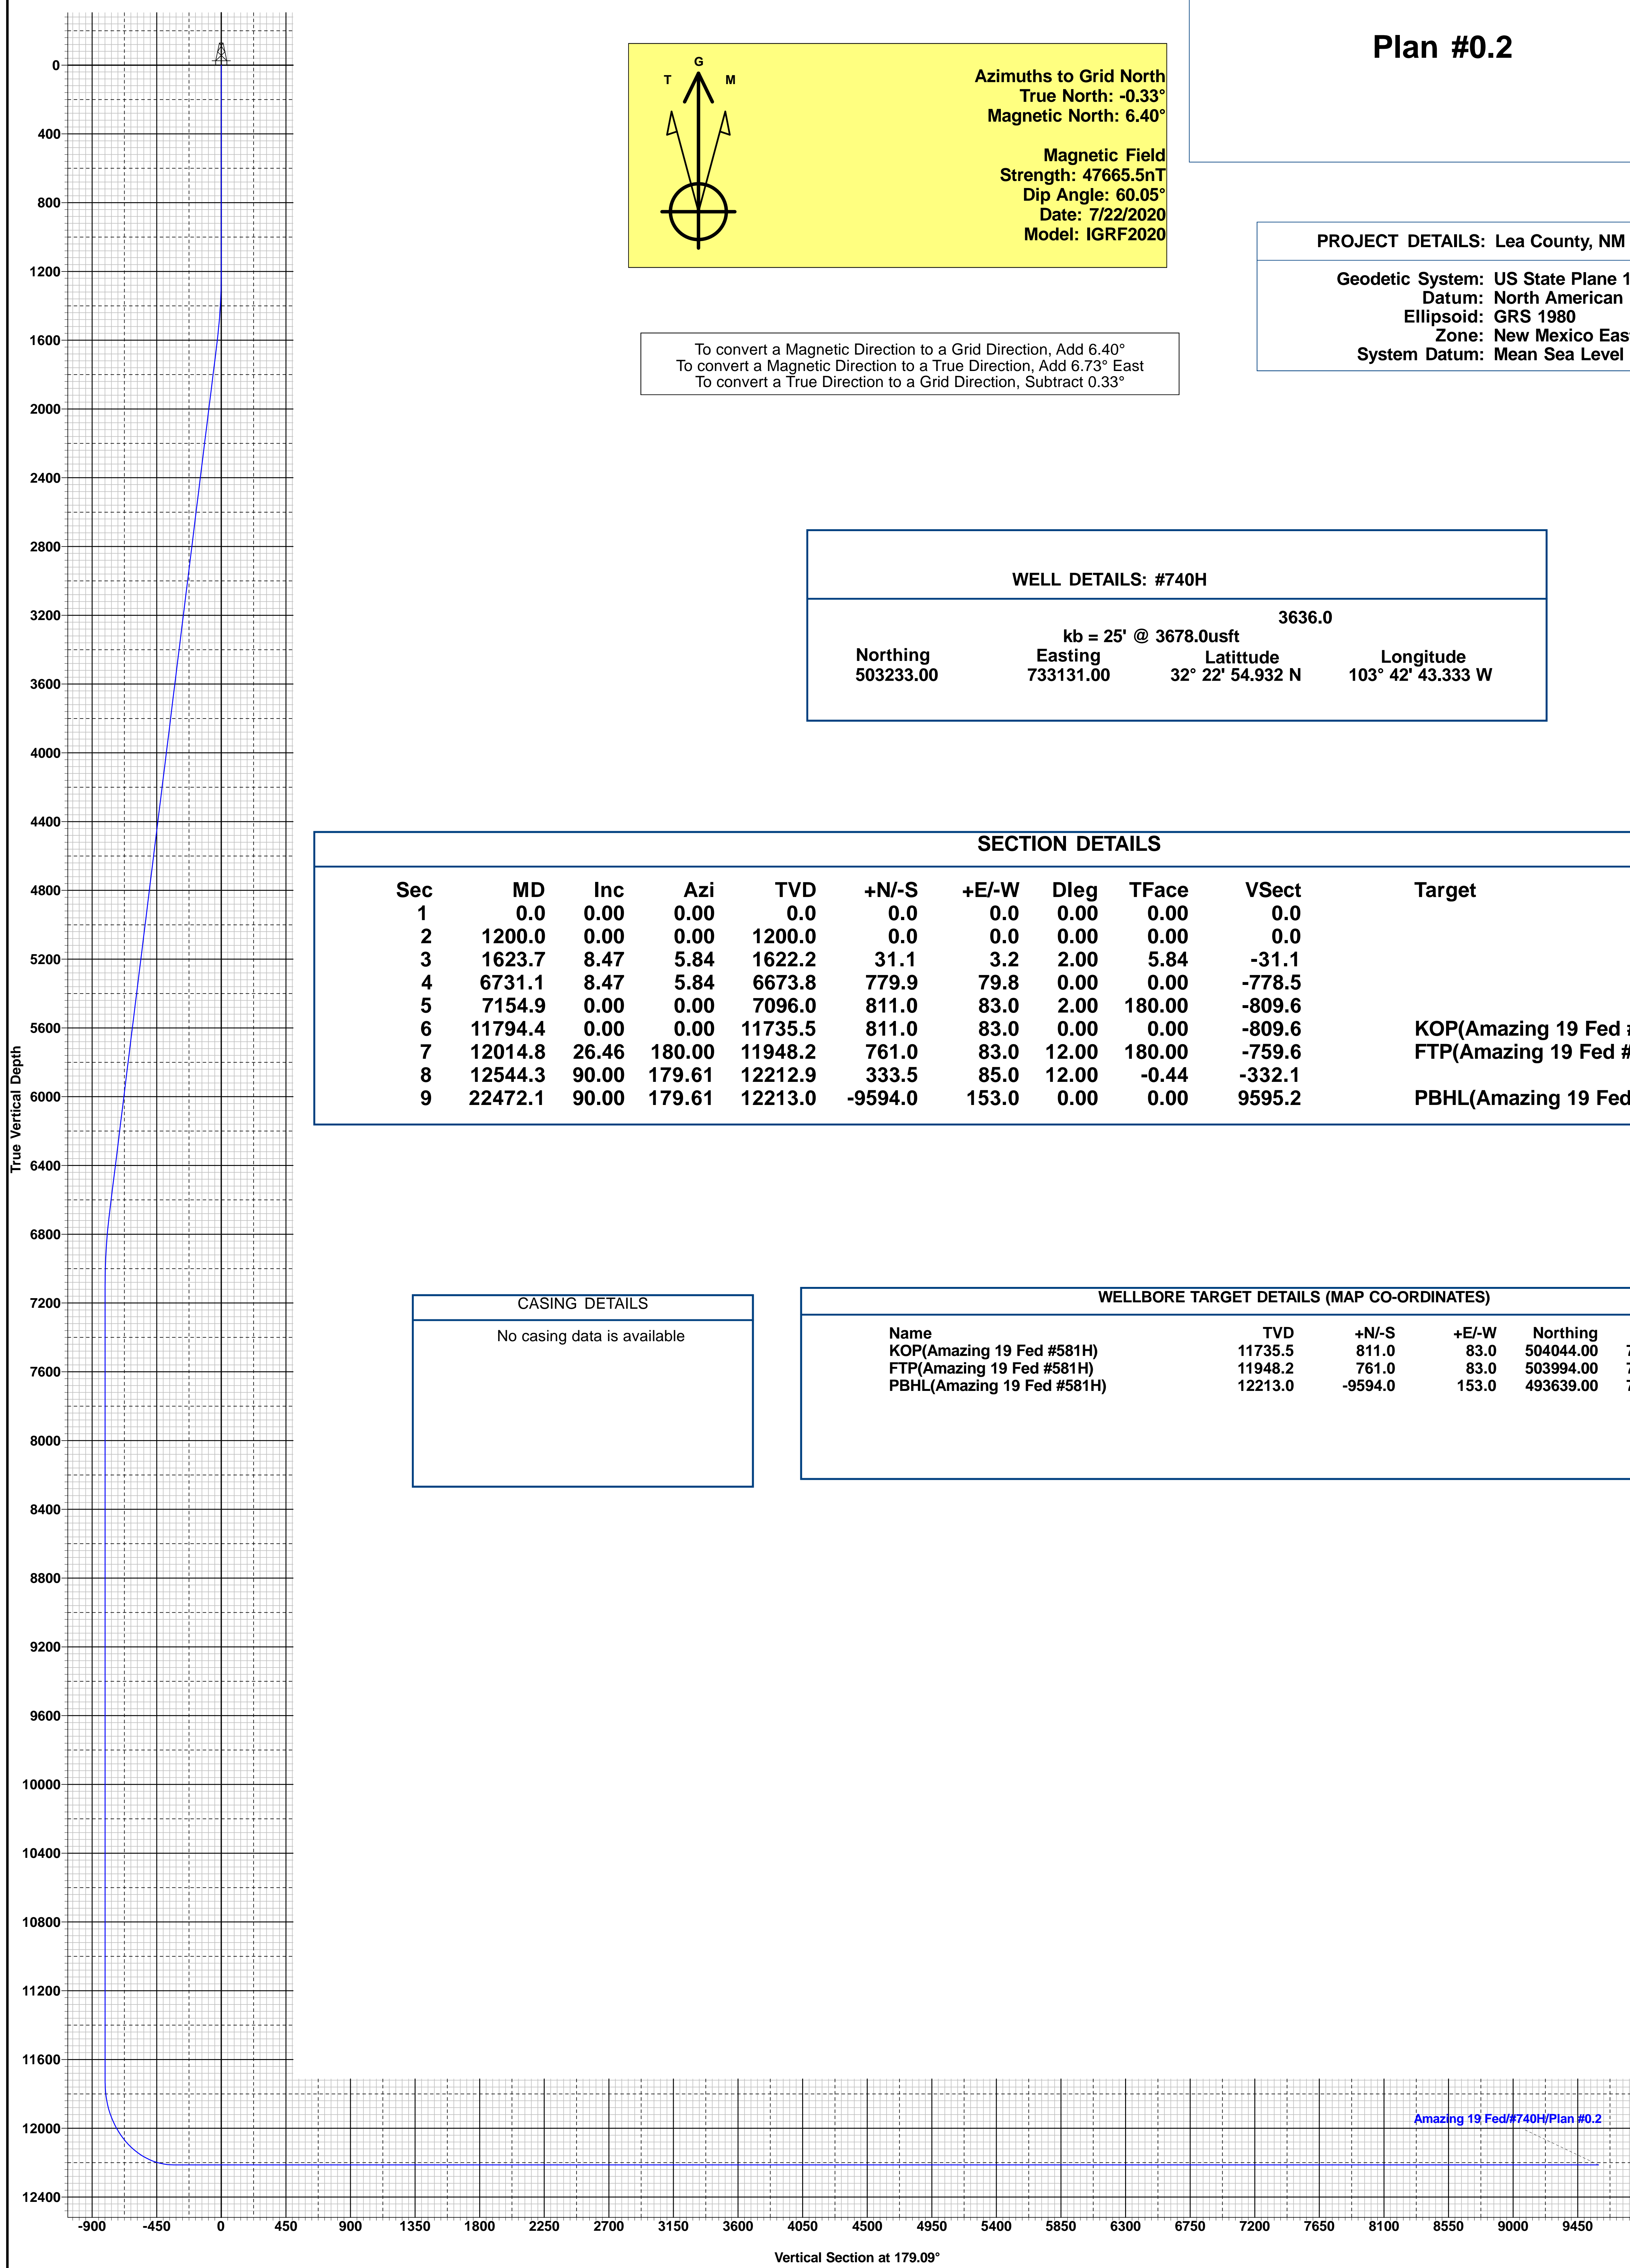 Plan #0.2
G
T M
Azimuths to Grid North
True North: -0.33°
Magnetic North: 6.40°
Magnetic Field
Strength: 47665.5nT
Dip Angle: 60.05°
Date: 7/22/2020
Model: IGRF2020
PROJECT DETAILS: Lea County, NM
Geodetic System: US State Plane 1
Datum: North American
Ellipsoid: GRS 1980
Zone: New Mexico Eas
System Datum: Mean Sea Level
To convert a Magnetic Direction to a Grid Direction, Add 6.40°
To convert a Magnetic Direction to a True Direction, Add 6.73° East
To convert a True Direction to a Grid Direction, Subtract 0.33°
WELL DETAILS: #740H
3636.0
kb = 25' @ 3678.0usft
Northing Easting Latittude Longitude
503233.00 733131.00 32° 22' 54.932 N 103° 42' 43.333 W
SECTION DETAILS
Sec MD Inc Azi TVD +N/-S +E/-W Dleg TFace VSect Target
1 0.0 0.00 0.00 0.0 0.0 0.0 0.00 0.00 0.0
2 1200.0 0.00 0.00 1200.0 0.0 0.0 0.00 0.00 0.0
3 1623.7 8.47 5.84 1622.2 31.1 3.2 2.00 5.84 -31.1
4 6731.1 8.47 5.84 6673.8 779.9 79.8 0.00 0.00 -778.5
5 7154.9 0.00 0.00 7096.0 811.0 83.0 2.00 180.00 -809.6
6 11794.4 0.00 0.00 11735.5 811.0 83.0 0.00 0.00 -809.6 KOP(Amazing 19 Fed #
7 12014.8 26.46 180.00 11948.2 761.0 83.0 12.00 180.00 -759.6 FTP(Amazing 19 Fed #
8 12544.3 90.00 179.61 12212.9 333.5 85.0 12.00 -0.44 -332.1
9 22472.1 90.00 179.61 12213.0 -9594.0 153.0 0.00 0.00 9595.2 PBHL(Amazing 19 Fed
CASING DETAILS
No casing data is available
WELLBORE TARGET DETAILS (MAP CO-ORDINATES)
Name TVD +N/-S +E/-W Northing
KOP(Amazing 19 Fed #581H) 11735.5 811.0 83.0 504044.00 7
FTP(Amazing 19 Fed #581H) 11948.2 761.0 83.0 503994.00 7
PBHL(Amazing 19 Fed #581H) 12213.0 -9594.0 153.0 493639.00 7
True Vertical Depth
0
400
800
1200
1600
2000
2400
2800
3200
3600
4000
4400
4800
5200
5600
6000
6400
6800
7200
7600
8000
8400
8800
9200
9600
10000
10400
10800
11200
11600
12000
12400
Amazing 19 Fed/#740H/Plan #0.2
-900 -450 0 450 900 1350 1800 2250 2700 3150 3600 4050 4500 4950 5400 5850 6300 6750 7200 7650 8100 8550 9000 9450
Vertical Section at 179.09°